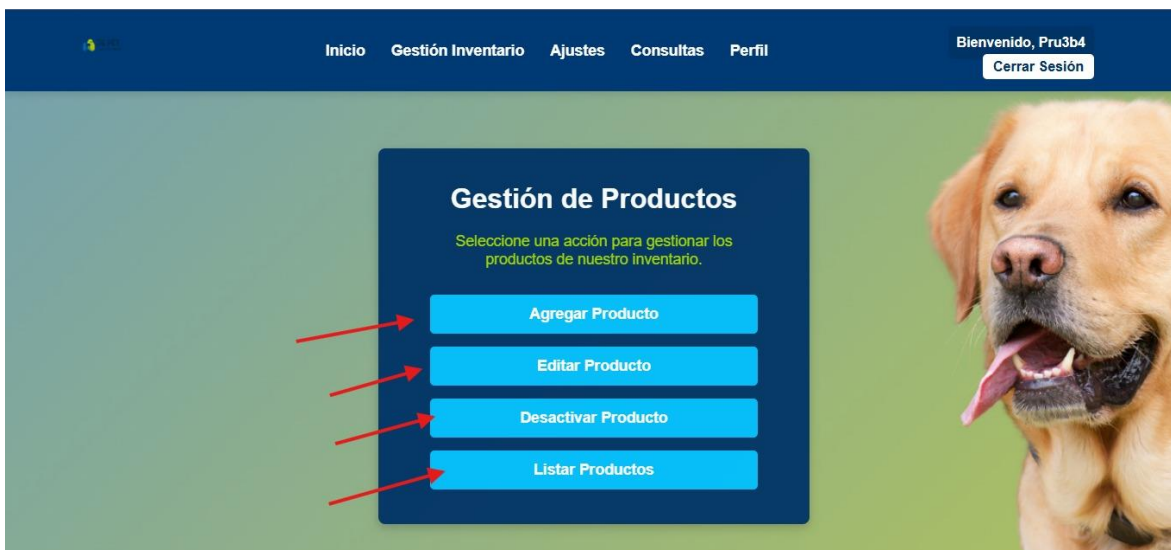 Inicio Gestión Inventario Ajustes Consultas Perfil
Bienvenido, Pru3b4
Cerrar Sesión
Gestión de Productos
Seleccione una acción para gestionar los
productos de nuestro inventario.
Agregar Producto
Editar Producto
Desactivar Producto
Listar Productos